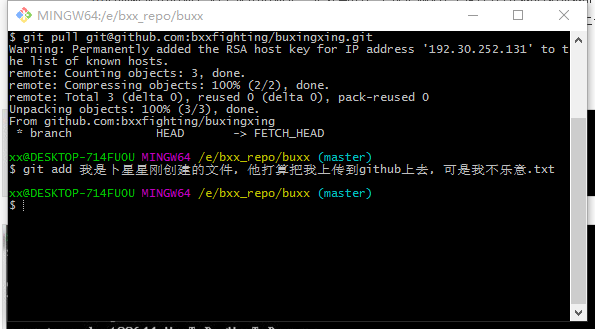 MINGW64:/e/bxx_repo/buxx
$ git pull git@github.com:bxxfighting/buxingxing.git
Warning: Permanently added the RSA host key for IP address '192.30.252.131' to t
he list of known hosts.
remote: Counting objects: 3, done.
remote: Compressing objects: 100% (2/2), done.
remote: Total 3 (delta 0), reused 0 (delta 0), pack-reused 0
Unpacking objects: 100% (3/3), done.
From github.com:bxxfighting/buxingxing
 * branch            HEAD       -> FETCH_HEAD
xx@DESKTOP-714FUOU MINGW64 /e/bxx_repo/buxx (master)
$ git add 我是卜星星刚创建的文件, 他打算把我上传到github上去, 可是我不乐意.txt
xx@DESKTOP-714FUOU MINGW64 /e/bxx_repo/buxx (master)
$